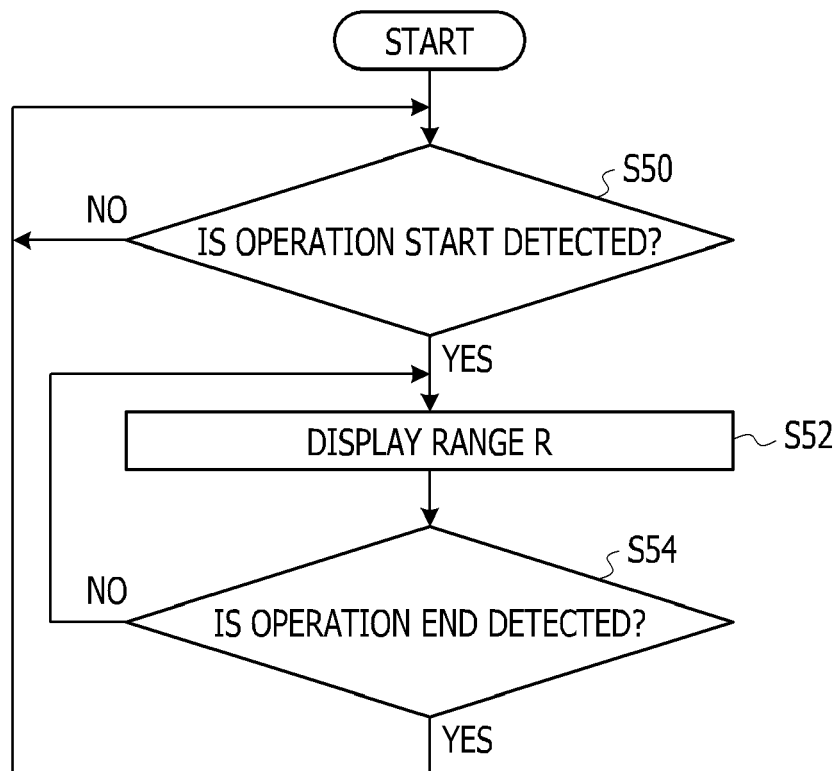 START
S50
NO
IS OPERATION START DETECTED?
YES
DISPLAY RANGE R
S52
S54
NO
IS OPERATION END DETECTED?
YES